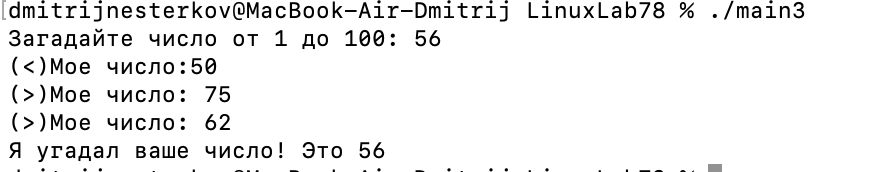 [dmitrijnesterkov@MacBook-Air-Dmitrij LinuxLab78 % ./main3
Загадайте число от 1 до 100: 56
(<)Мое число:50
(>)Мое число: 75
(>)Мое число: 62
Я угадал ваше число! Это 56